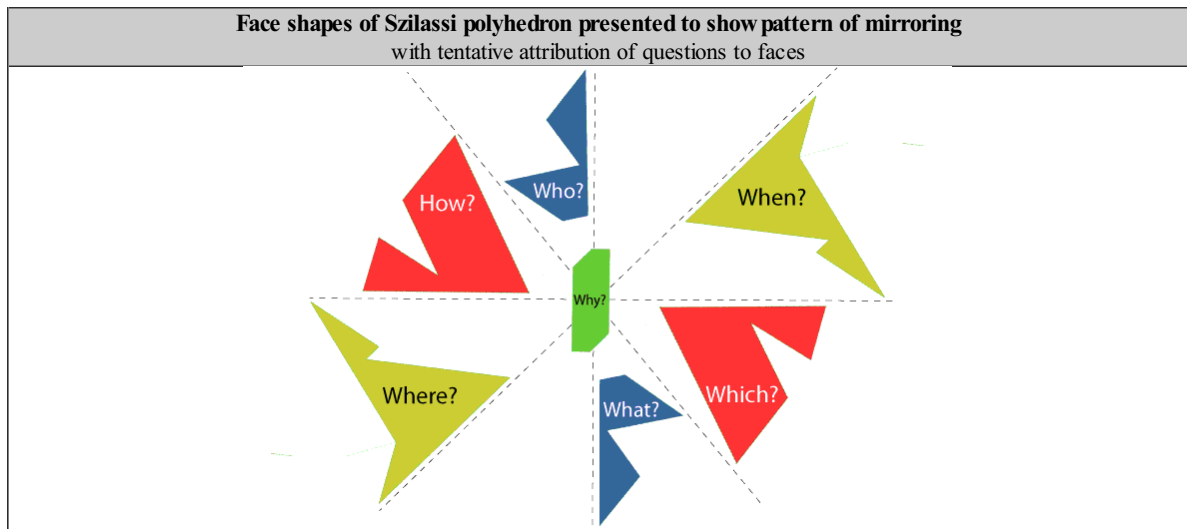 Face shapes of Szilassi polyhedron presented to show pattern of mirroring
with tentative attribution of questions to faces
Who?
How?
When?
Why?
Where?
What?
Which?